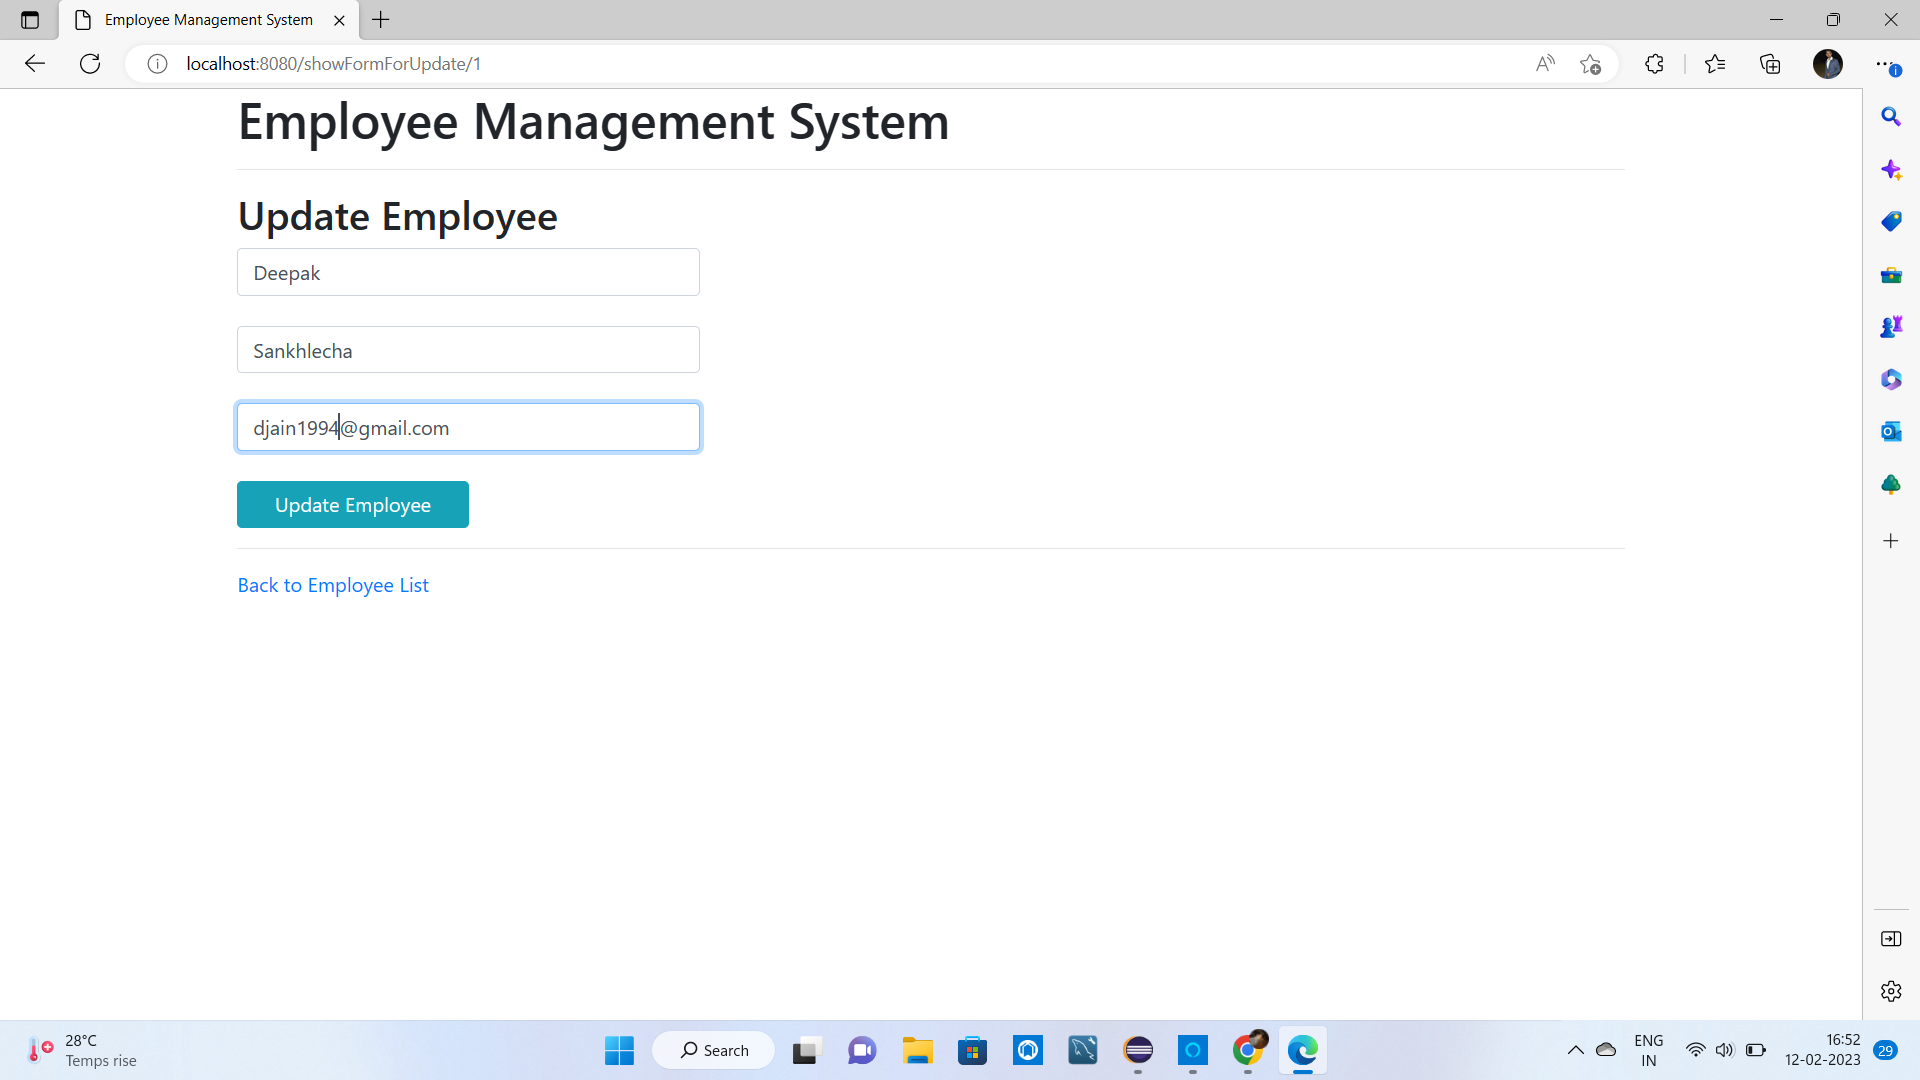 Employee Management System
localhost:8080/showFormForUpdate/1
Employee Management System
Update Employee
Deepak
Sankhlecha
djain1994@gmail.com
Update Employee
Back to Employee List
28°C
Temps rise
Search
ENG
IN
16:52
12-02-2023
29